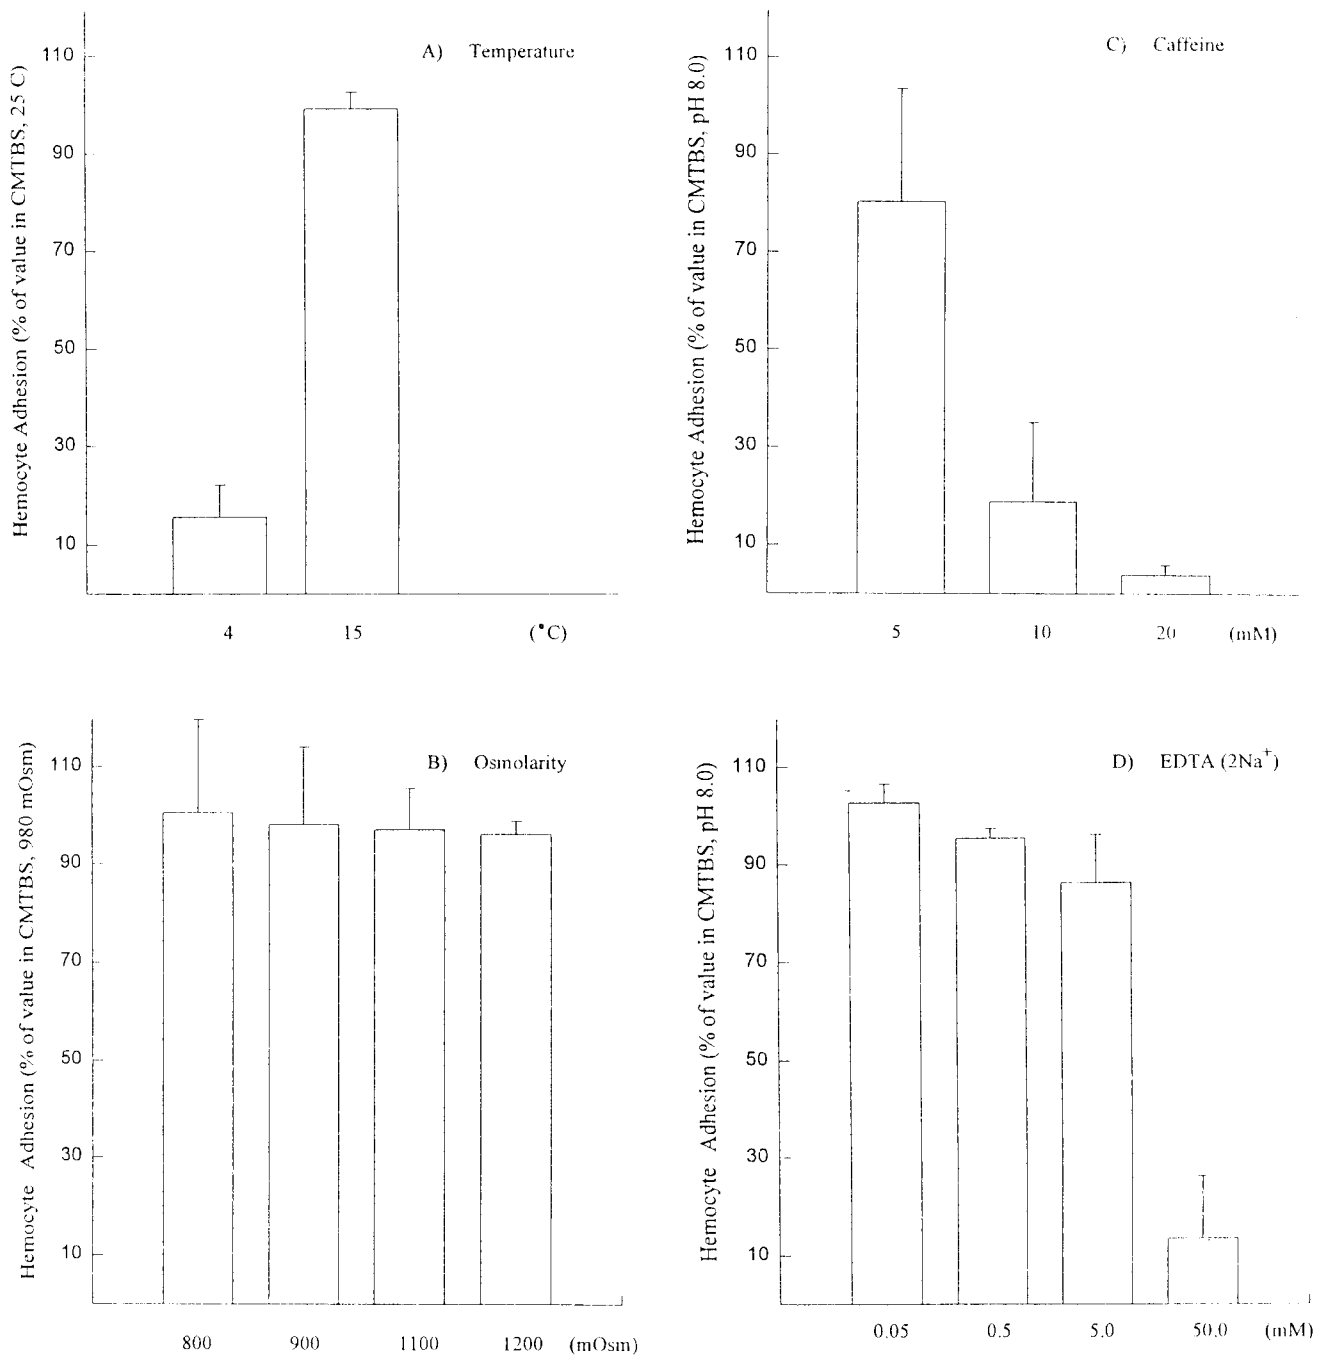 A) Temperature
Hemocyte Adhesion (% of value in CMTBS, 25 C)
110
90
70
50
30
10
4 15 (°C)
C) Caffeine
Hemocyte Adhesion (% of value in CMTBS, pH 8.0)
110
90
70
50
30
10
5 10 20 (mM)
B) Osmolarity
Hemocyte Adhesion (% of value in CMTBS, 980 mOsm)
110
90
70
50
30
10
800 900 1100 1200 (mOsm)
D) EDTA (2Na+)
Hemocyte Adhesion (% of value in CMTBS, pH 8.0)
110
90
70
50
30
10
0.05 0.5 5.0 50.0 (mM)